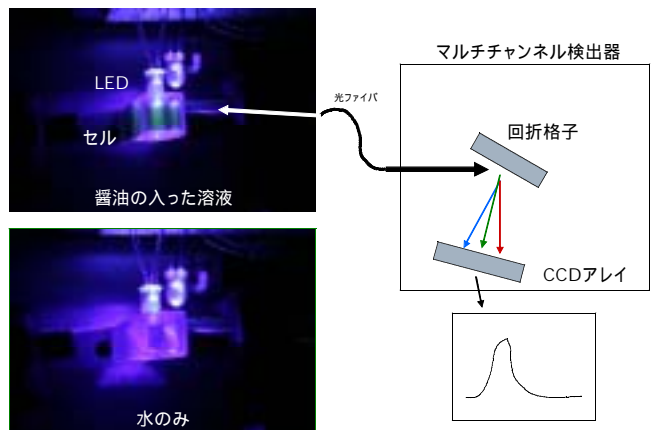 LED
セル
醤油の入った溶液
水のみ
光ファイバ
マルチチャンネル検出器
回折格子
CCDアレイ